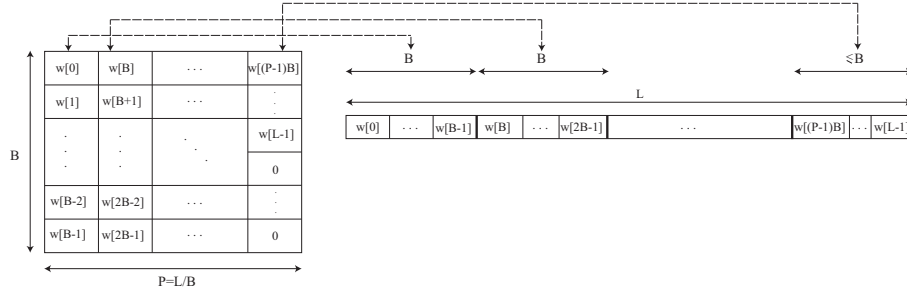 B B ⩽B
L
w[0] w[B] . . . w[(P-1)B]
w[1] w[B+1] . . . . .
w[0] . . . w[B-1] w[B] . . . w[2B-1] . . . w[(P-1)B] . . . w[L-1]
. . . w[L-1]
B
. . . 0
w[B-2] w[2B-2] . . . . . .
w[B-1] w[2B-1] . . . 0
P=L/B